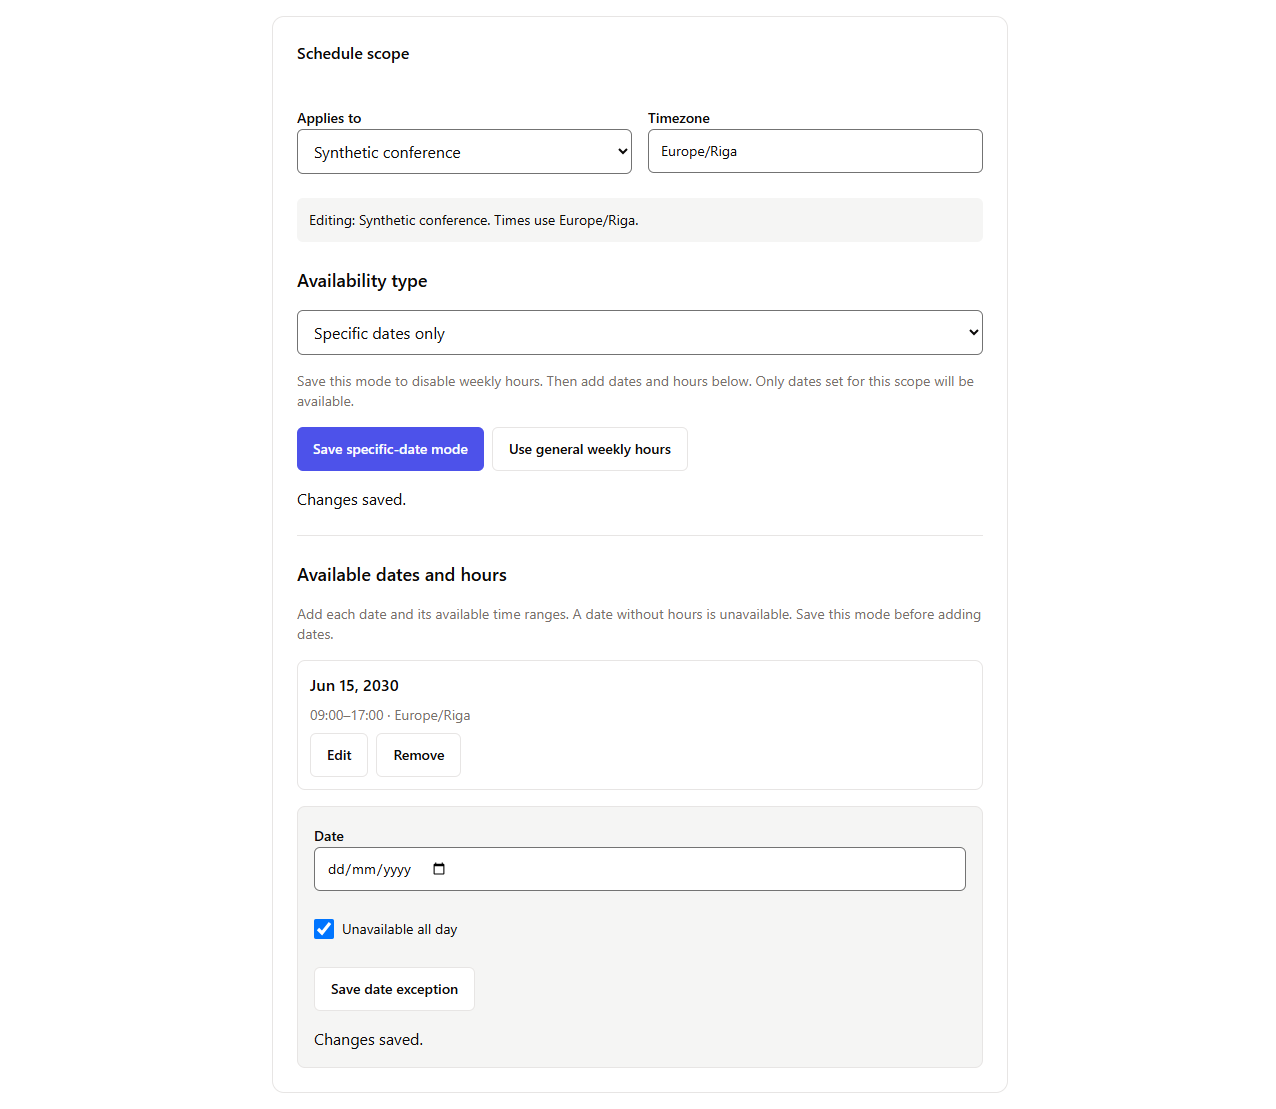 Schedule scope
Applies to
Timezone
Synthetic conference
Europe/Riga
Editing: Synthetic conference. Times use Europe/Riga.
Availability type
Specific dates only
Save this mode to disable weekly hours. Then add dates and hours below. Only dates set for this scope will be
available.
Save specific-date mode
Use general weekly hours
Changes saved.
Available dates and hours
Add each date and its available time ranges. A date without hours is unavailable. Save this mode before adding
dates.
Jun 15, 2030
09:00–17:00 · Europe/Riga
Edit
Remove
Date
dd/mm/yyyy
Unavailable all day
Save date exception
Changes saved.